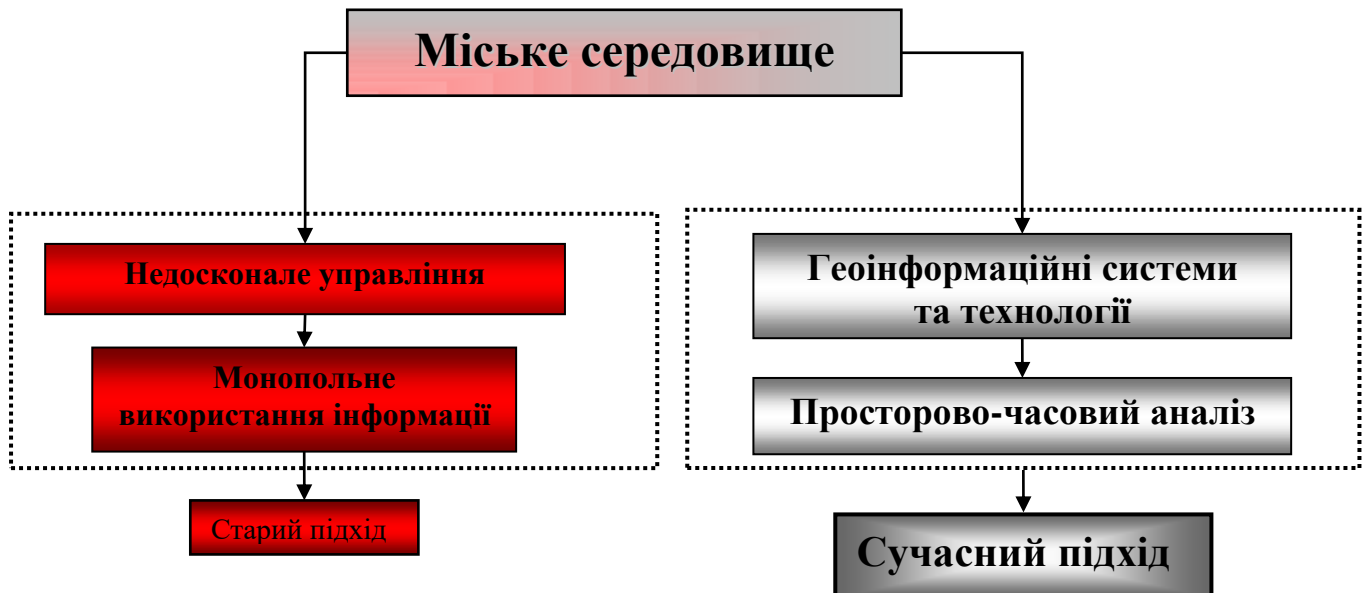 Міське середовище
Недосконале управління
Монопольне
використання інформації
Старий підхід
Геоінформаційні системи
та технології
Просторово-часовий аналіз
Сучасний підхід